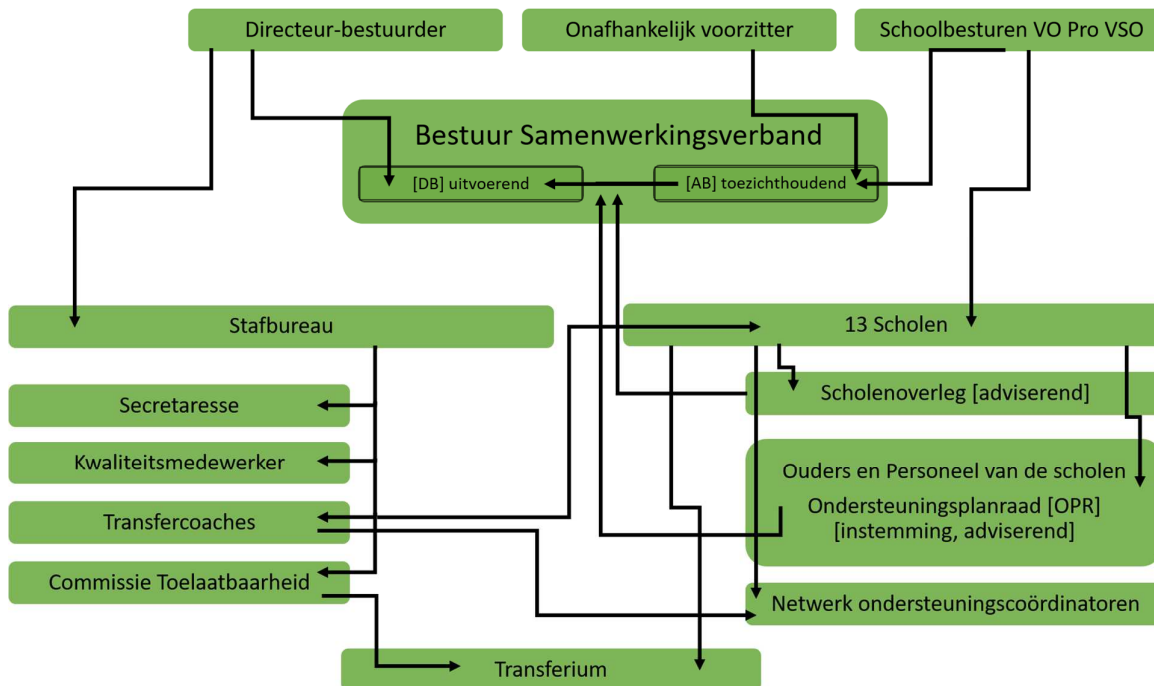 Directeur-bestuurder
Onafhankelijk voorzitter
Schoolbesturen VO Pro VSO
Bestuur Samenwerkingsverband
[DB] uitvoerend
[AB] toezichthoudend
Stafbureau
13 Scholen
Secretaresse
Scholenoverleg [adviserend]
Kwaliteitsmedewerker
Ouders en Personeel van de scholen
Transfercoaches
Ondersteuningsplanraad [OPR]
[instemming, adviserend]
Commissie Toelaatbaarheid
Netwerk ondersteuningscoördinatoren
Transferium